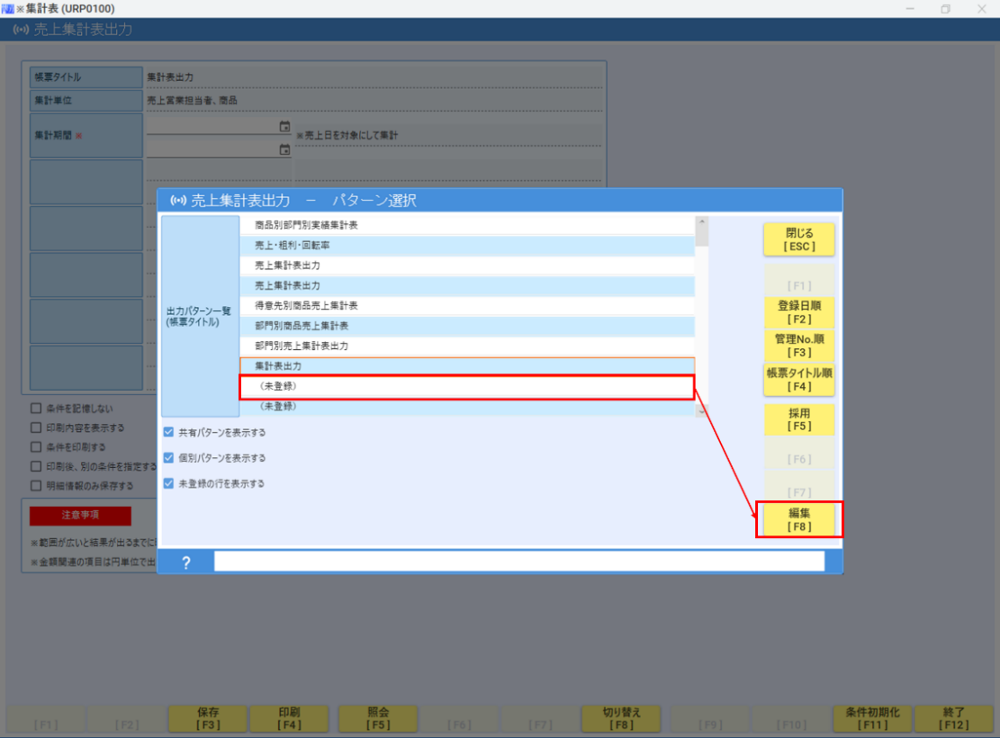 ※集計表 (URP0100)
売上集計表出力
帳票タイトル 集計表出力
集計単位 売上営業担当者、商品
集計期間 ※ ※売上日を対象にして集計
売上集計表出力 － パターン選択
出力パターン一覧
(帳票タイトル)
商品別部門別実績集計表
売上・粗利・回転率
売上集計表出力
売上集計表出力
得意先別商品売上集計表
部門別商品売上集計表
部門別売上集計表出力
集計表出力
（未登録）
（未登録）
共有パターンを表示する
個別パターンを表示する
未登録の行を表示する
閉じる
[ESC]
[F1]
登録日順
[F2]
管理No.順
[F3]
帳票タイトル順
[F4]
採用
[F5]
[F6]
[F7]
編集
[F8]
?
条件を記憶しない
印刷内容を表示する
条件を印刷する
印刷後、別の条件を指定する
明細情報のみ保存する
注意事項
※範囲が広いと結果が出るまでに
※金額関連の項目は円単位で出
[F1]
[F2]
保存
[F3]
印刷
[F4]
照会
[F5]
[F6]
[F7]
切り替え
[F8]
[F9]
[F10]
条件初期化
[F11]
終了
[F12]